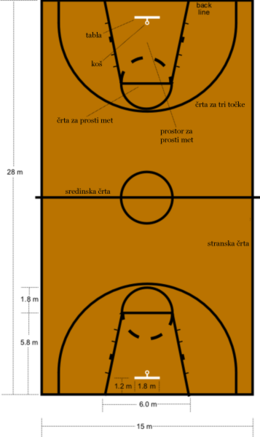 back
line
tabla
koš
črta za tri točke
črta za prosti met
prostor za
prosti met
28 m
sredinska črta
stranska črta
1.8 m
5.8 m
1.2 m
1.8 m
6.0 m
15 m